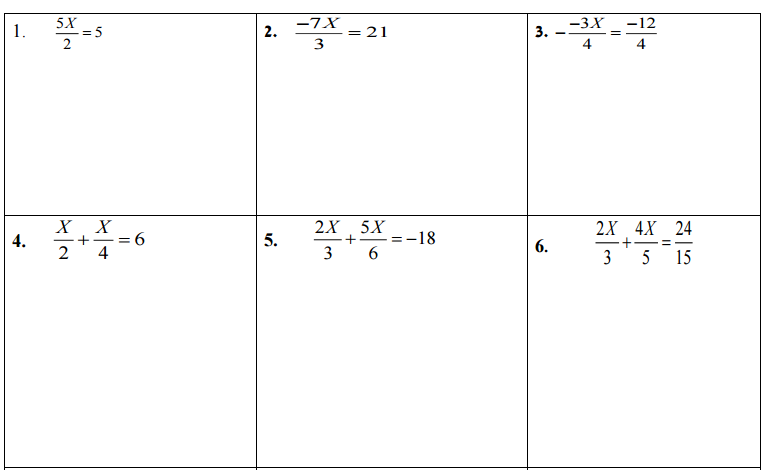 1. 5X/2 = 5
2. −7X/3 = 21
3. − −3X/4 = −12/4
4. X/2 + X/4 = 6
5. 2X/3 + 5X/6 = −18
6. 2X/3 + 4X/5 = 24/15